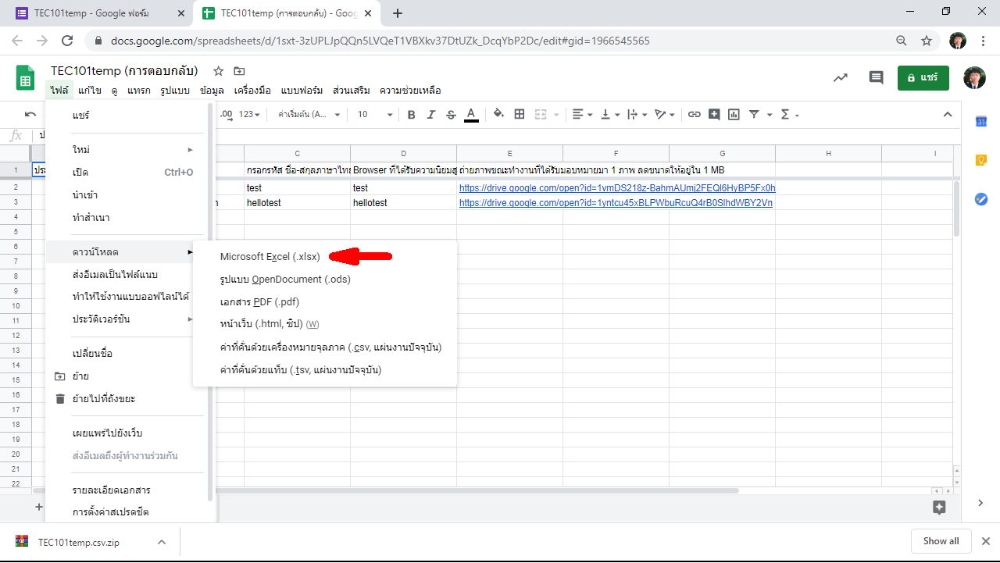 TEC101temp - Google ฟอร์ม
TEC101temp (การตอบกลับ) - Goog
docs.google.com/spreadsheets/d/1sxt-3zUPLJpQQn5LVQeT1VBXkv37DtUZk_DcqYbP2Dc/edit#gid=1966545565
TEC101temp (การตอบกลับ)
ไฟล์ แก้ไข ดู แทรก รูปแบบ ข้อมูล เครื่องมือ แบบฟอร์ม ส่วนเสริม ความช่วยเหลือ
แชร์
.00 123 ค่าเริ่มต้น (A... 10 B I S A
fx
C D E F G H I
1 ประ กรอกรหัส ชื่อ-สกุลภาษาไทย Browser ที่ได้รับความนิยมสู ถ่ายภาพขณะทำงานที่ได้รับมอบหมายมา 1 ภาพ ลดขนาดให้อยู่ใน 1 MB
2 test test https://drive.google.com/open?id=1vmDS218z-BahmAUmj2FEQl6HyBP5Fx0h
3 hellotest hellotest https://drive.google.com/open?id=1yntcu45xBLPWbuRcuQ4rB0SlhdWBY2Vn
4
5
6
7
8
9
10
11
12
13
14
15
16
17
18
19
20
21
22
แชร์
ใหม่
เปิด Ctrl+O
นำเข้า
ทำสำเนา
ดาวน์โหลด
ส่งอีเมลเป็นไฟล์แนบ
ทำให้ใช้งานแบบออฟไลน์ได้
ประวัติเวอร์ชัน
เปลี่ยนชื่อ
ย้าย
ย้ายไปที่ถังขยะ
เผยแพร่ไปยังเว็บ
ส่งอีเมลถึงผู้ทำงานร่วมกัน
รายละเอียดเอกสาร
การตั้งค่าสเปรดชีต
Microsoft Excel (.xlsx)
รูปแบบ OpenDocument (.ods)
เอกสาร PDF (.pdf)
หน้าเว็บ (.html, ซิป) (W)
ค่าที่คั่นด้วยเครื่องหมายจุลภาค (.csv, แผ่นงานปัจจุบัน)
ค่าที่คั่นด้วยแท็บ (.tsv, แผ่นงานปัจจุบัน)
31
TEC101temp.csv.zip
Show all